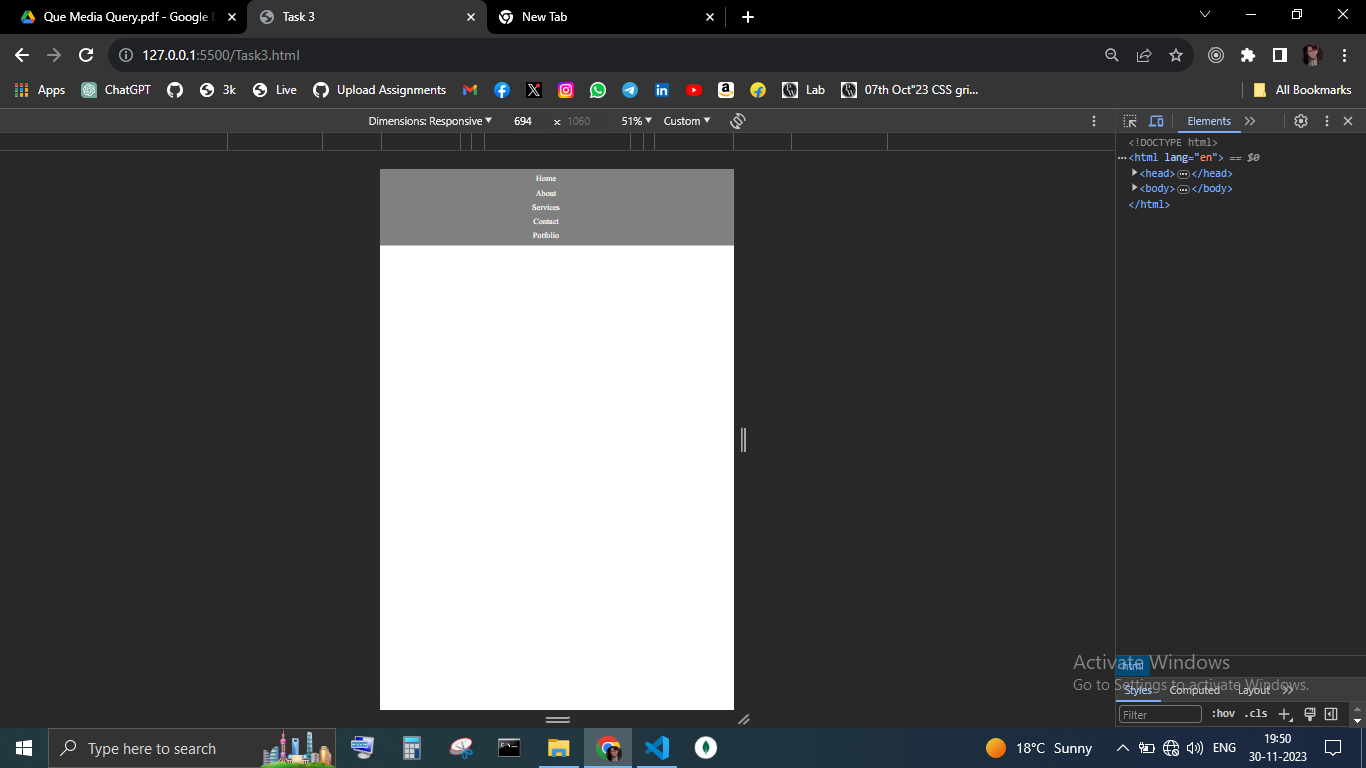 Que Media Query.pdf - Google D
Task 3
New Tab
127.0.0.1:5500/Task3.html
Apps
ChatGPT
3k
Live
Upload Assignments
Lab
07th Oct"23 CSS gri...
All Bookmarks
Dimensions: Responsive
694
x
1060
51%
Custom
Elements
<!DOCTYPE html>
<html lang="en"> == $0
<head> </head>
<body> </body>
</html>
Home
About
Services
Contact
Potfolio
html
Activate Windows
Go to Settings to activate Windows.
Styles
Computed
Layout
Filter
:hov
.cls
Type here to search
18°C Sunny
ENG
19:50
30-11-2023